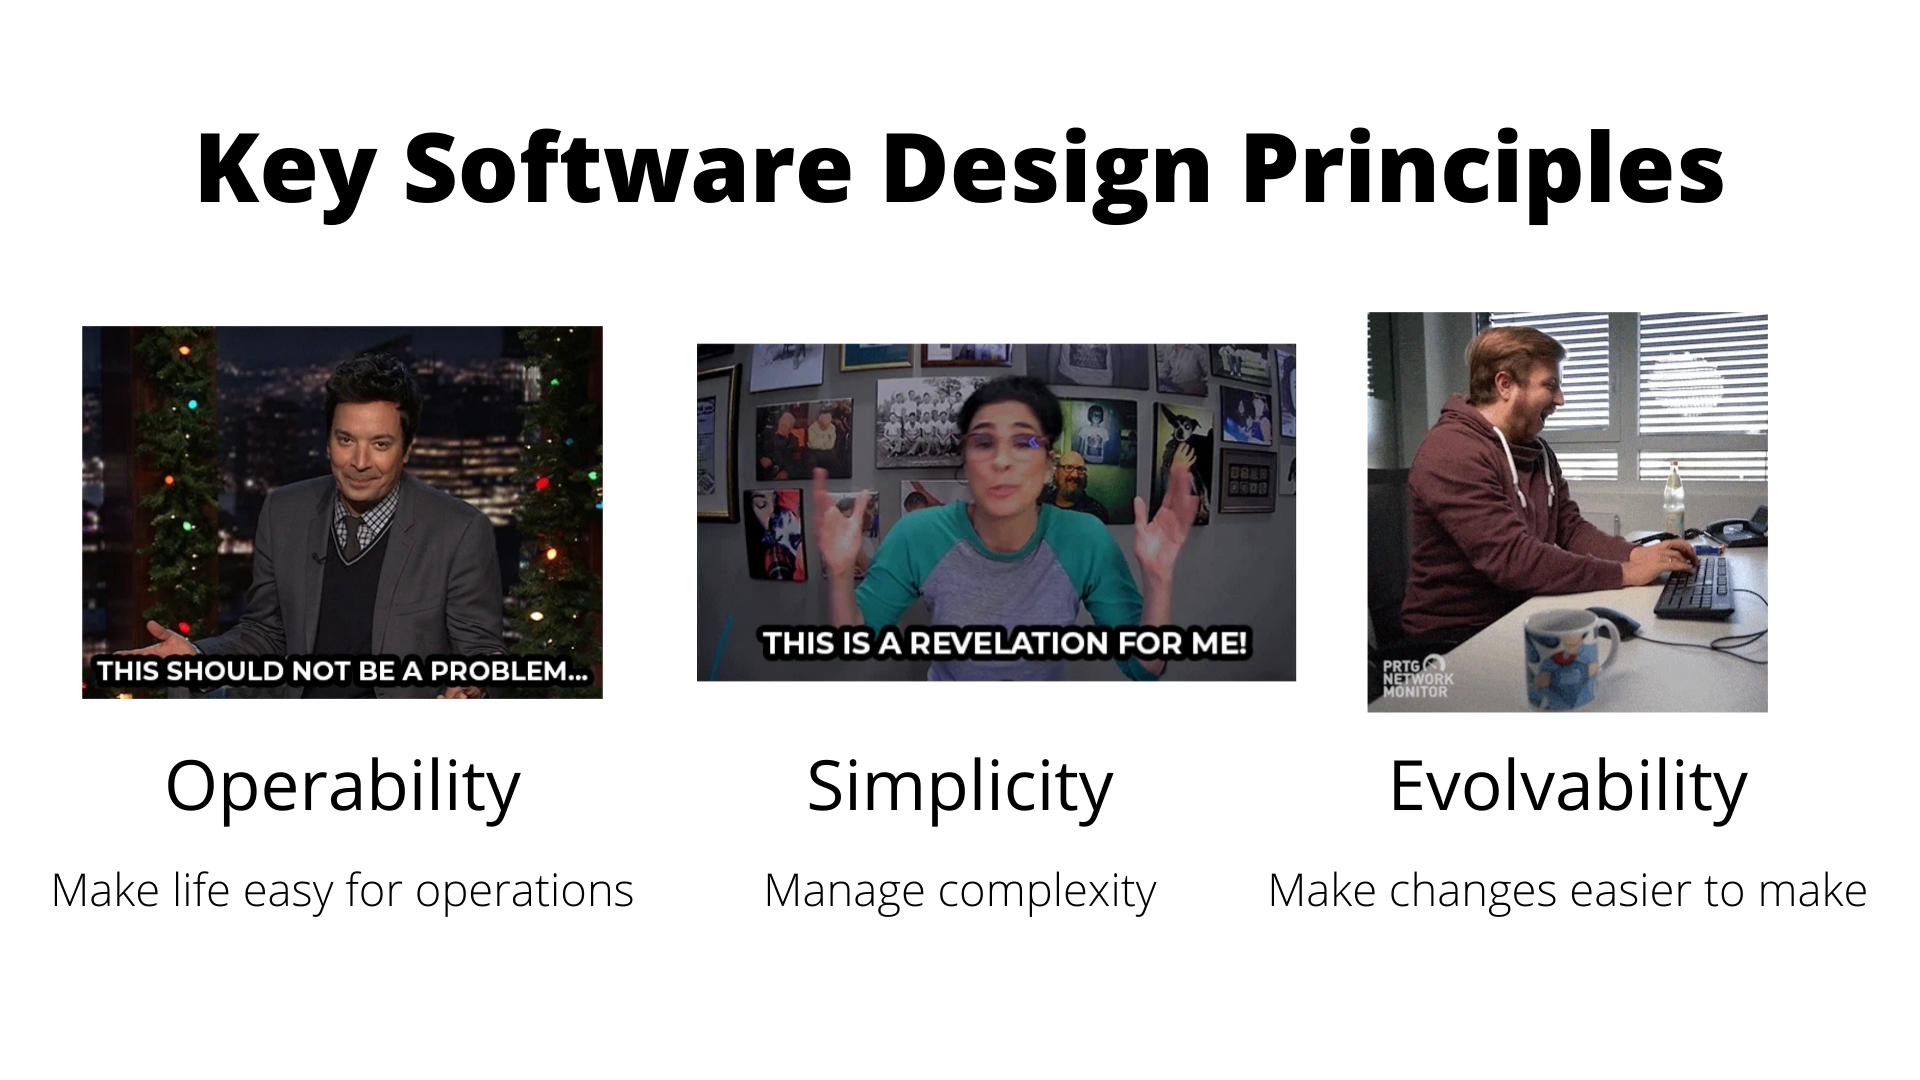 Key Software Design Principles
THIS SHOULD NOT BE A PROBLEM...
THIS IS A REVELATION FOR ME!
PRTG
NETWORK
MONITOR
Operability
Simplicity
Evolvability
Make life easy for operations
Manage complexity
Make changes easier to make